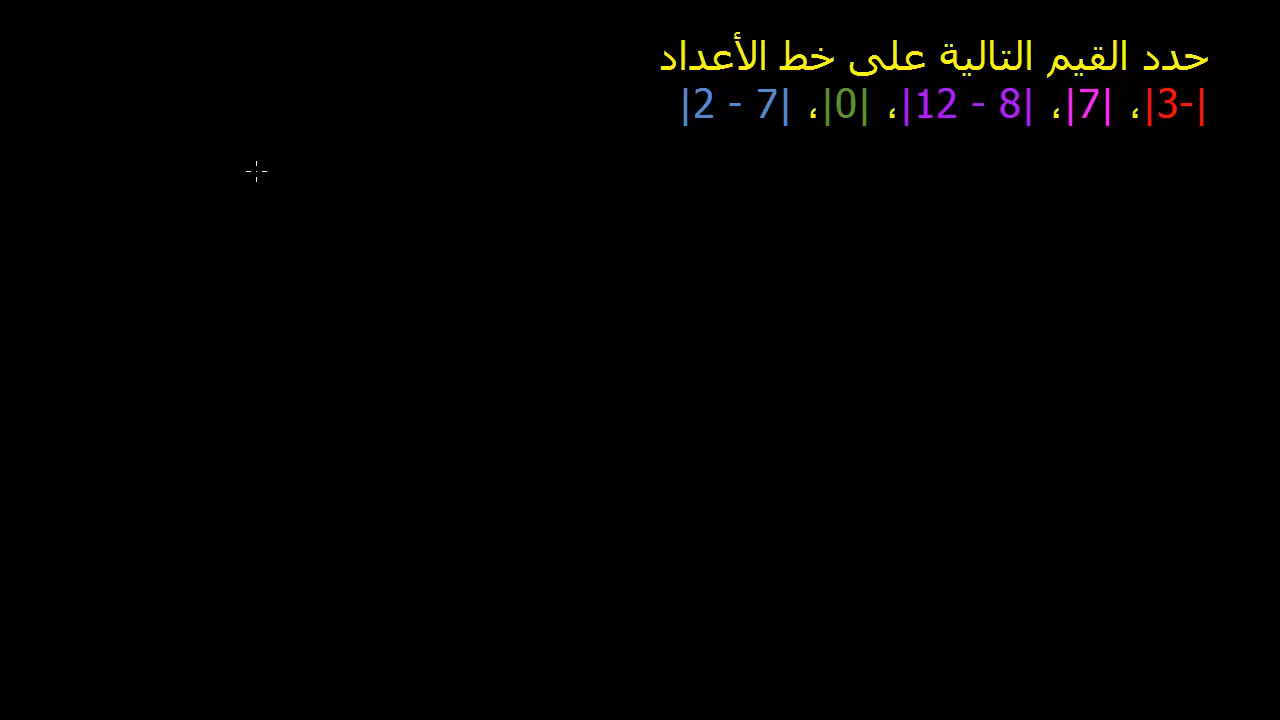 حدد القيم التالية على خط الأعداد
|3-|، |7|، |12 - 8|، |0|، |2 - 7|